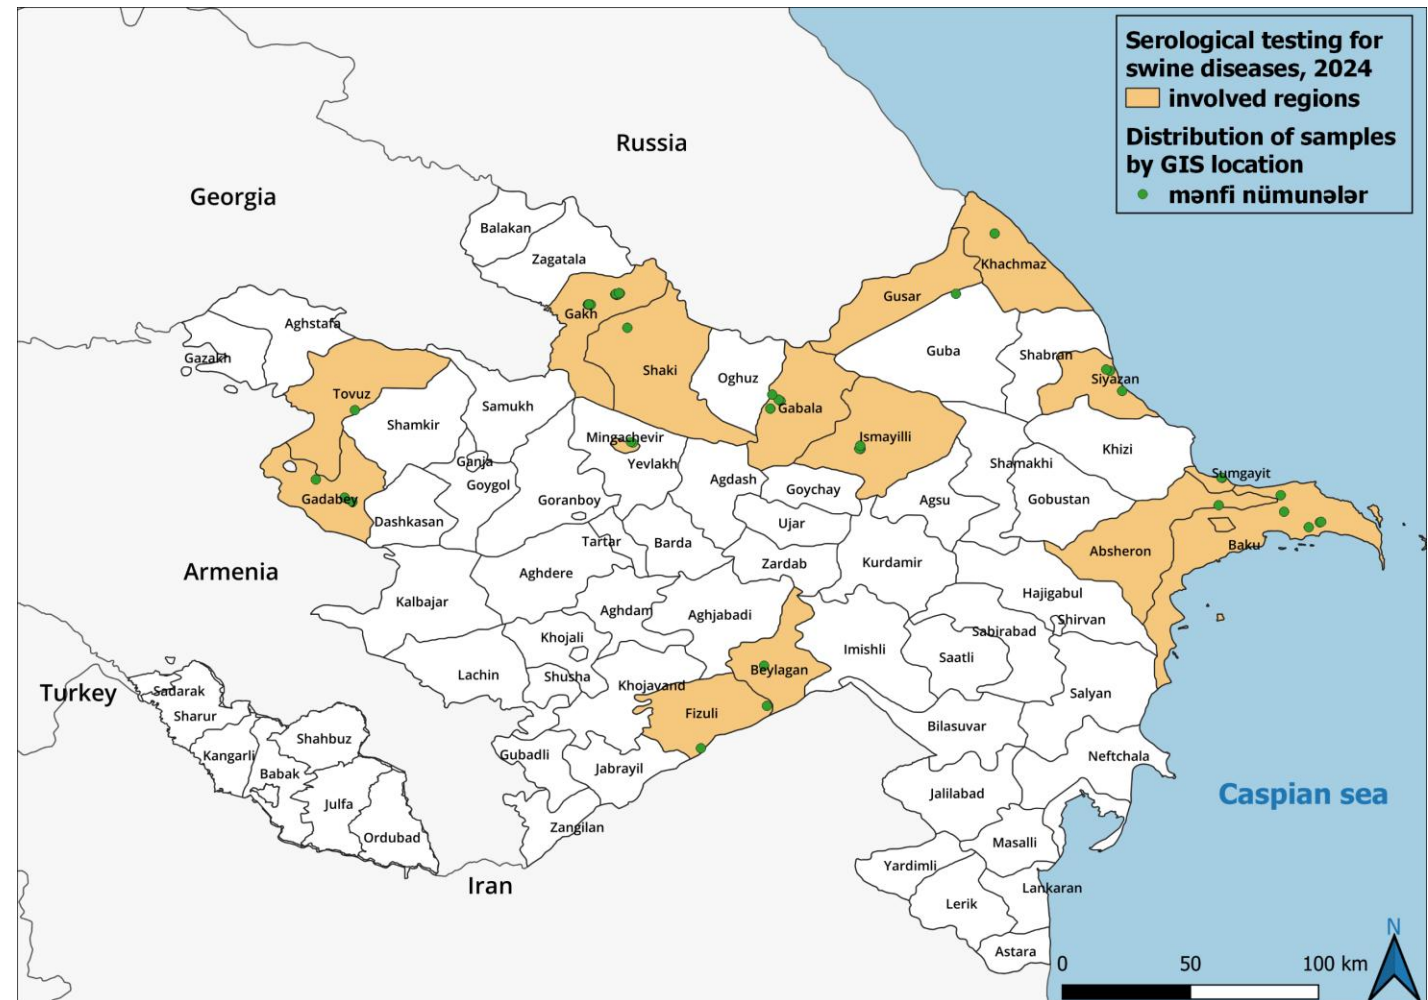 Serological testing for
swine diseases, 2024
involved regions
Distribution of samples
by GIS location
mənfi nümunələr
Russia
Georgia
Balakan
Zagatala
Khachmaz
Gusar
Gakh
Aghstafa
Gazakh
Guba
Shabran
Shaki
Oghuz
Siyazan
Tovuz
Samukh
Gabala
Shamkir
Mingachevir
Ismayilli
Khizi
Ganja
Yevlakh
Shamakhi
Sumgayit
Goygol
Agdash
Goychay
Gadabey
Goranboy
Agsu
Gobustan
Dashkasan
Ujar
Tartar
Barda
Baku
Absheron
Armenia
Aghdere
Zardab
Kurdamir
Kalbajar
Hajigabul
Aghdam
Aghjabadi
Shirvan
Khojali
Sabirabad
Imishli
Saatli
Lachin
Shusha
Beylagan
Khojavand
Turkey
Sadarak
Salyan
Sharur
Fizuli
Bilasuvar
Shahbuz
Kangarli
Gubadli
Neftchala
Babak
Jabrayil
Jalilabad
Caspian sea
Julfa
Zangilan
Ordubad
Masalli
Yardimli
Iran
Lankaran
Lerik
N
Astara
0 50 100 km